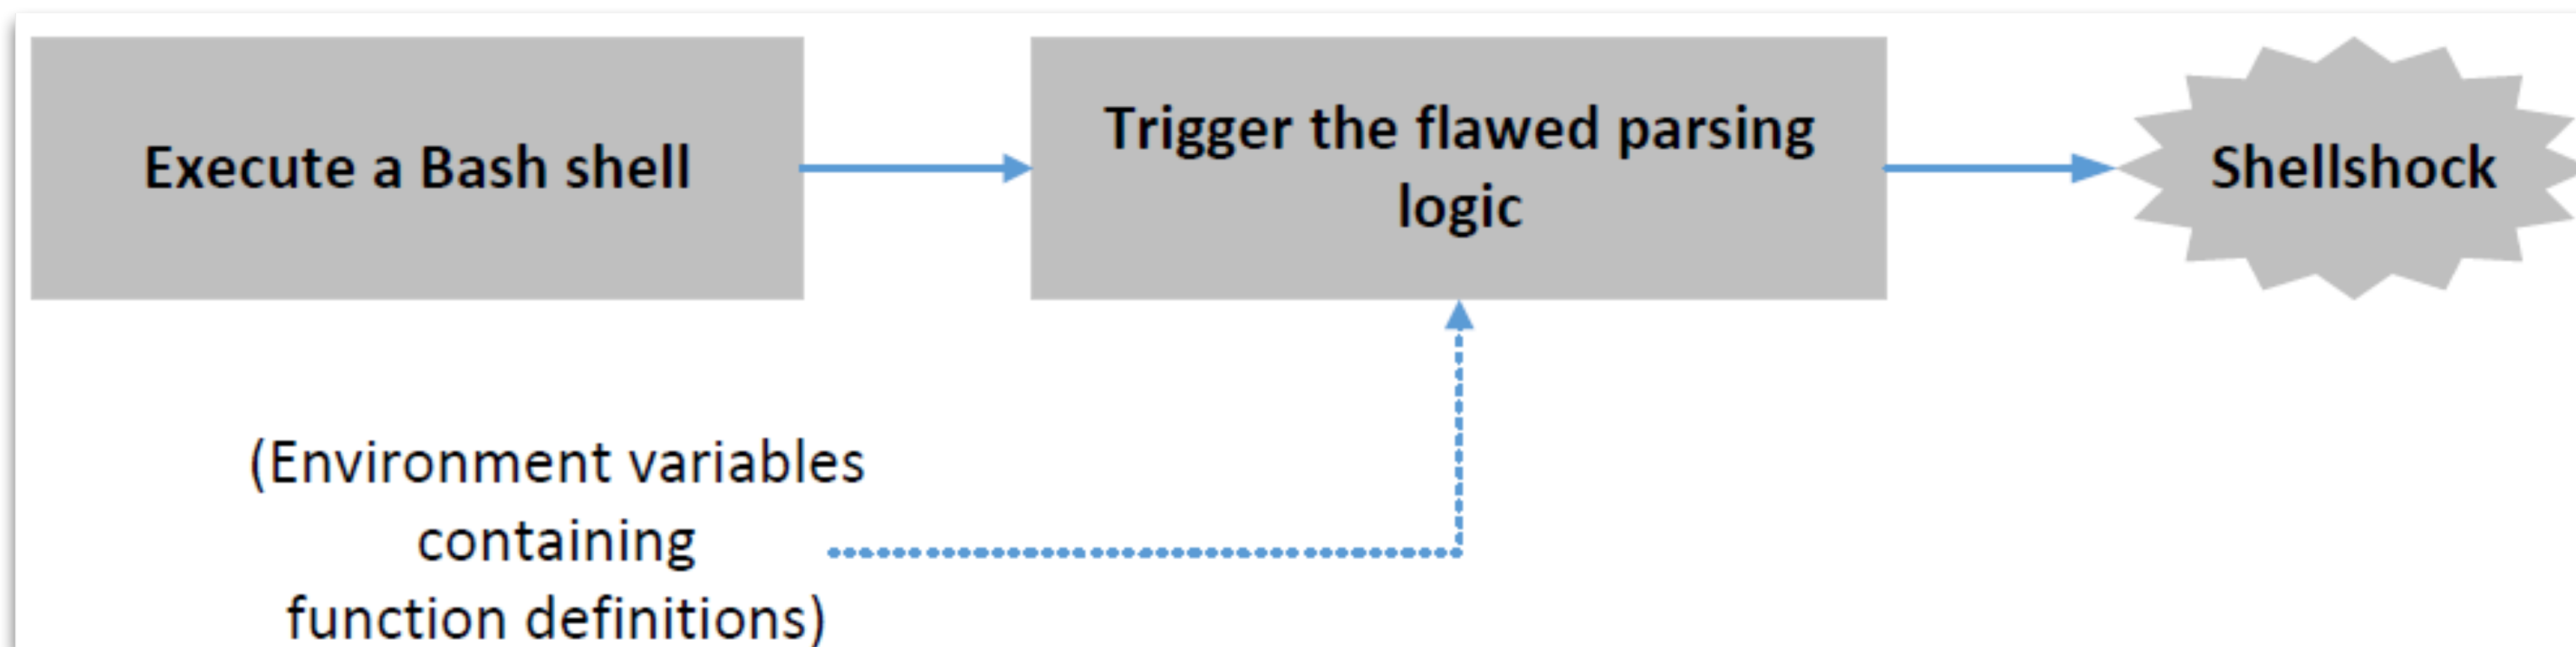 Execute a Bash shell
Trigger the flawed parsing
logic
Shellshock
(Environment variables
containing
function definitions)